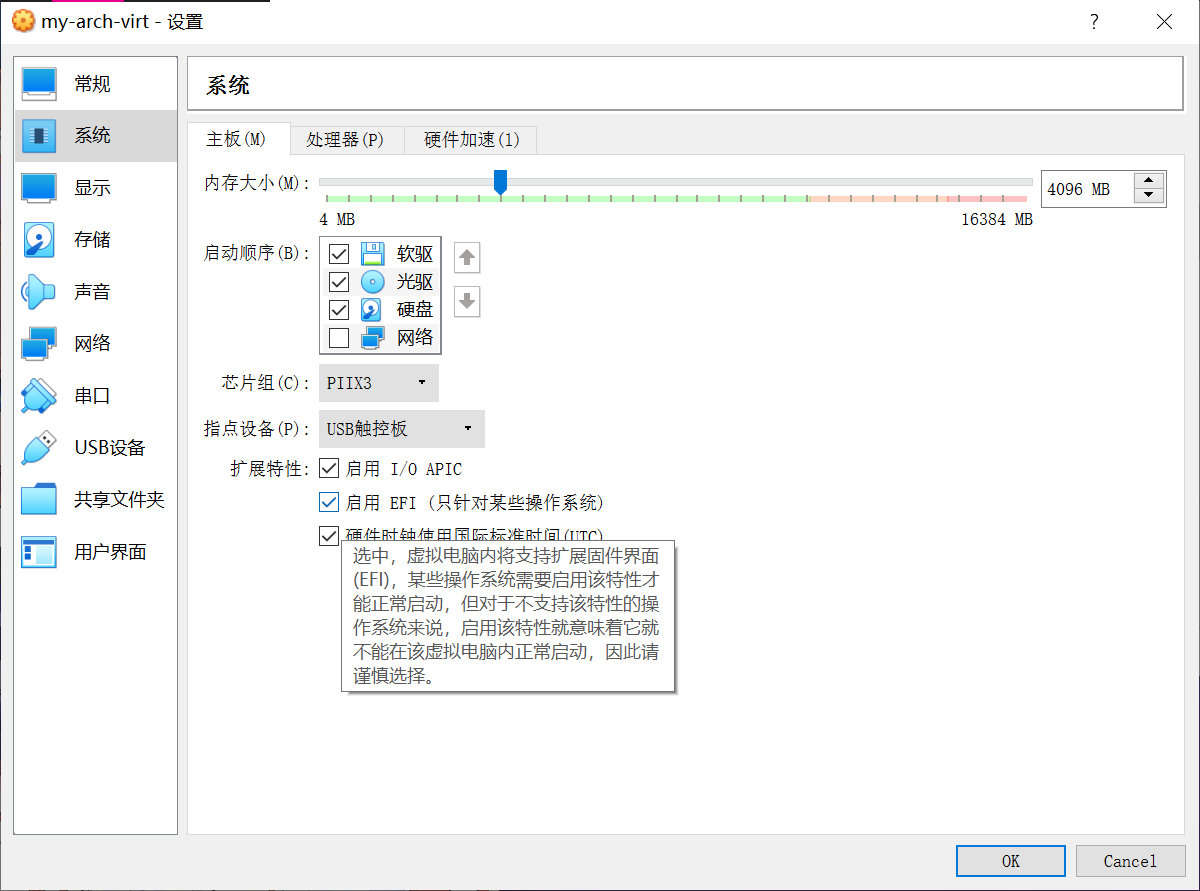 my-arch-virt - 设置
?
常规
系统
显示
存储
声音
网络
串口
USB设备
共享文件夹
用户界面
系统
主板(M) 处理器(P) 硬件加速(1)
内存大小(M): 4096 MB
4 MB 16384 MB
启动顺序(B): 软驱
光驱
硬盘
网络
芯片组(C): PIIX3
指点设备(P): USB触控板
扩展特性: 启用 I/O APIC
启用 EFI (只针对某些操作系统)
硬件时钟使用国际标准时间(UTC)
选中，虚拟电脑内将支持扩展固件界面
(EFI)，某些操作系统需要启用该特性才
能正常启动，但对于不支持该特性的操
作系统来说，启用该特性就意味着它就
不能在该虚拟电脑内正常启动，因此请
谨慎选择。
OK Cancel